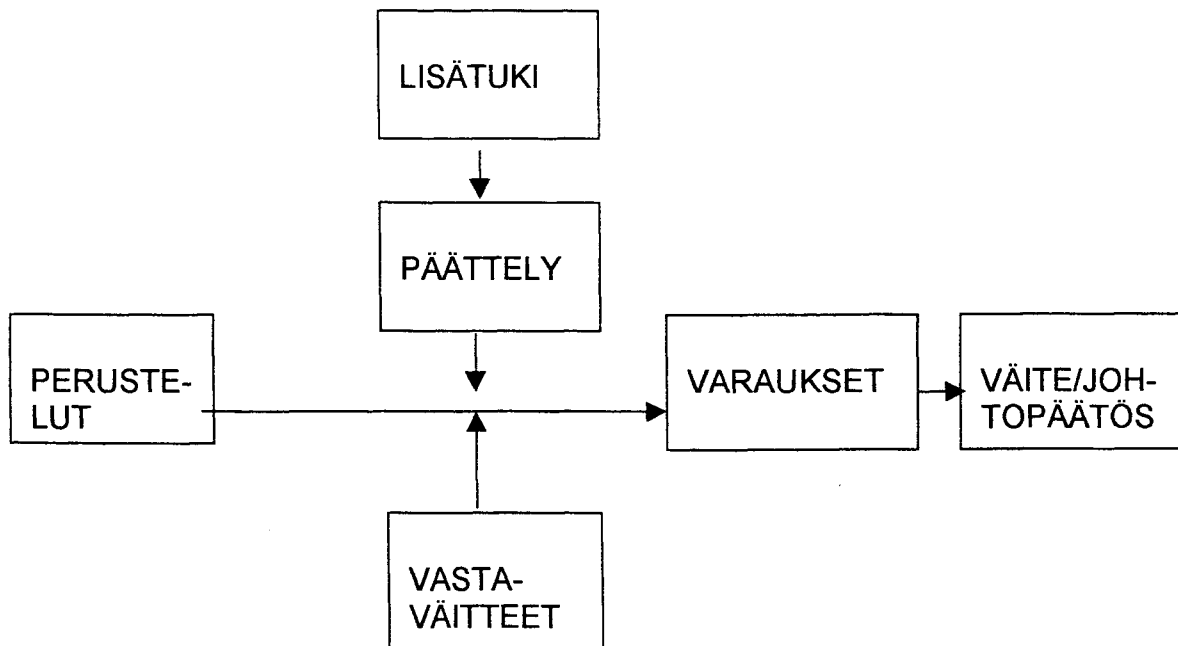 LISÄTUKI
PÄÄTTELY
PERUSTE-
LUT
VARAUKSET
VÄITE/JOH-
TOPÄÄTÖS
VASTA-
VÄITTEET